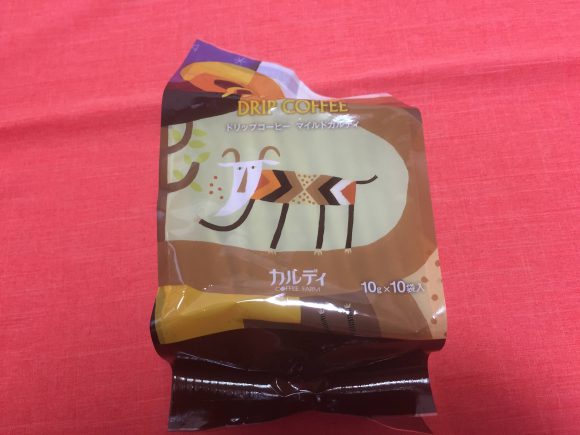 DRIP COFFEE
ドリップコーヒー マイルドカルディ
カルディ
COFFEE FARM
10g×10袋入